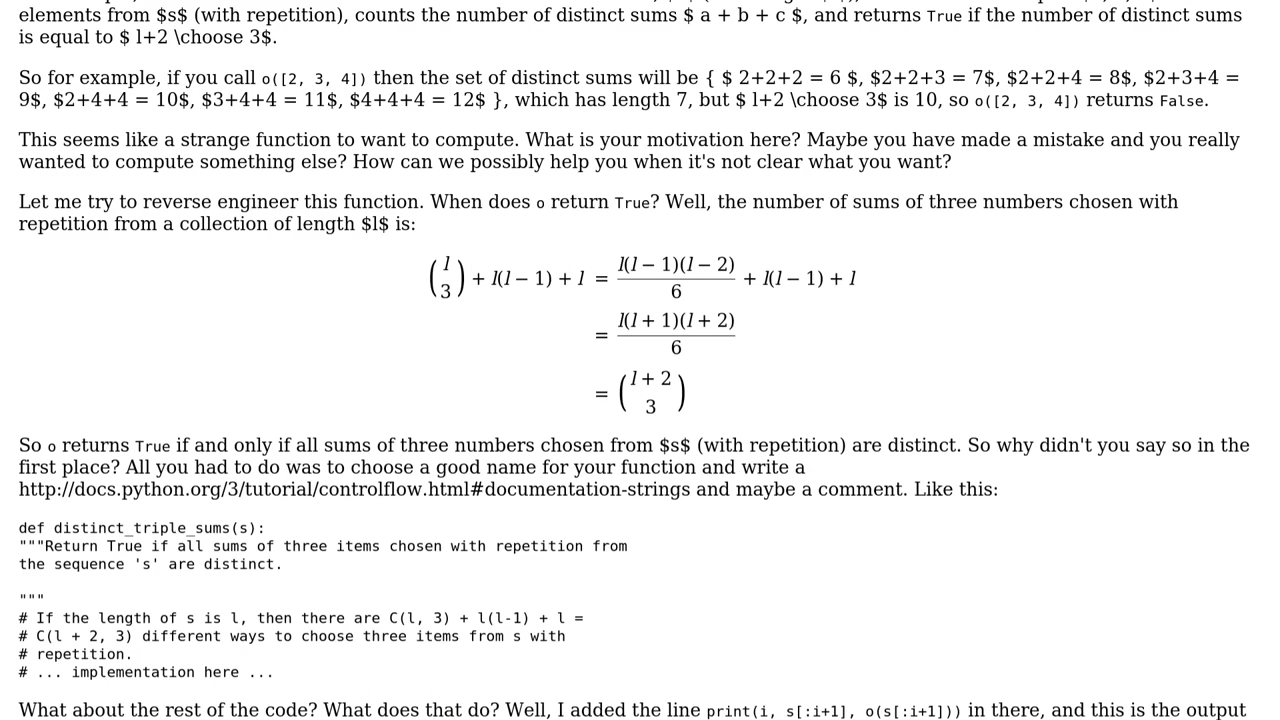 elements from $s$ (with repetition), counts the number of distinct sums $ a + b + c $, and returns True if the number of distinct sums
is equal to $ l+2 \choose 3$.
So for example, if you call o([2, 3, 4]) then the set of distinct sums will be { $ 2+2+2 = 6 $, $2+2+3 = 7$, $2+2+4 = 8$, $2+3+4 =
9$, $2+4+4 = 10$, $3+4+4 = 11$, $4+4+4 = 12$ }, which has length 7, but $ l+2 \choose 3$ is 10, so o([2, 3, 4]) returns False.
This seems like a strange function to want to compute. What is your motivation here? Maybe you have made a mistake and you really
wanted to compute something else? How can we possibly help you when it's not clear what you want?
Let me try to reverse engineer this function. When does o return True? Well, the number of sums of three numbers chosen with
repetition from a collection of length $l$ is:
(l 3) + l(l − 1) + l = l(l − 1)(l − 2) / 6 + l(l − 1) + l
= l(l + 1)(l + 2) / 6
= (l + 2 3)
So o returns True if and only if all sums of three numbers chosen from $s$ (with repetition) are distinct. So why didn't you say so in the
first place? All you had to do was to choose a good name for your function and write a
http://docs.python.org/3/tutorial/controlflow.html#documentation-strings and maybe a comment. Like this:
def distinct_triple_sums(s):
"""Return True if all sums of three items chosen with repetition from
the sequence 's' are distinct.
"""
# If the length of s is l, then there are C(l, 3) + l(l-1) + l =
# C(l + 2, 3) different ways to choose three items from s with
# repetition.
# ... implementation here ...
What about the rest of the code? What does that do? Well, I added the line print(i, s[:i+1], o(s[:i+1])) in there, and this is the output